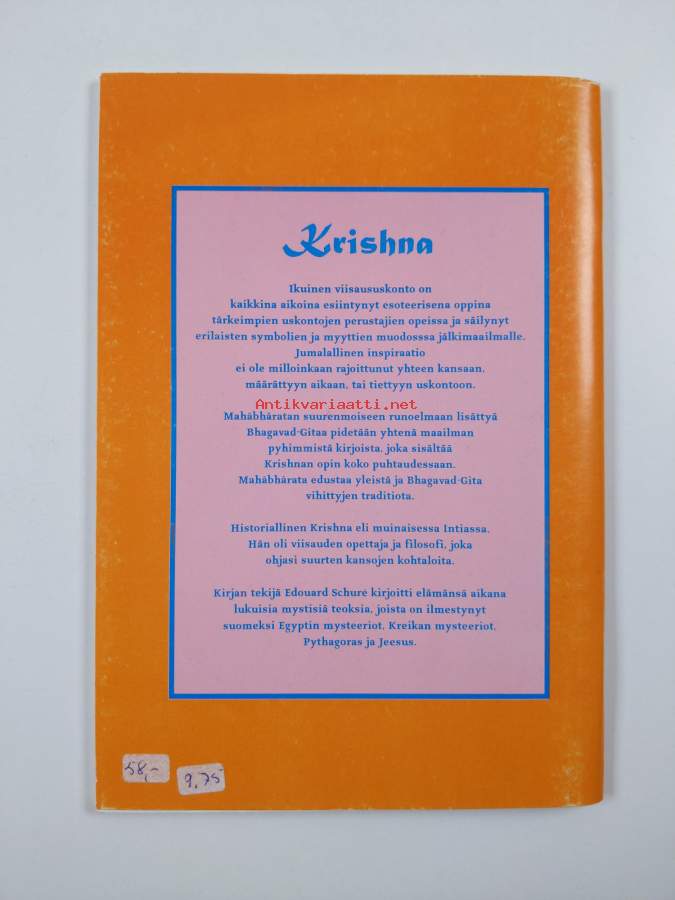 Krishna
Ikuinen viisaususkonto on
kaikkina aikoina esiintynyt esoteerisena oppina
tärkeimpien uskontojen perustajien opeissa ja säilynyt
erilaisten symbolien ja myyttien muodosssa jälkimaailmalle.
Jumalallinen inspiraatio
ei ole milloinkaan rajoittunut yhteen kansaan,
määrättyyn aikaan, tai tiettyyn uskontoon.
Antikvariaatti.net
Mahâbhâratan suurenmoiseen runoelmaan lisättyä
Bhagavad-Gitaa pidetään yhtenä maailman
pyhimmistä kirjoista, joka sisältää
Krishnan opin koko puhtaudessaan.
Mahâbhârata edustaa yleistä ja Bhagavad-Gita
vihittyjen traditiota.
Historiallinen Krishna eli muinaisessa Intiassa.
Hän oli viisauden opettaja ja filosofi, joka
ohjasi suurten kansojen kohtaloita.
Kirjan tekijä Edouard Schuré kirjoitti elämänsä aikana
lukuisia mystisiä teoksia, joista on ilmestynyt
suomeksi Egyptin mysteeriot, Kreikan mysteeriot,
Pythagoras ja Jeesus.
58,-
9.75